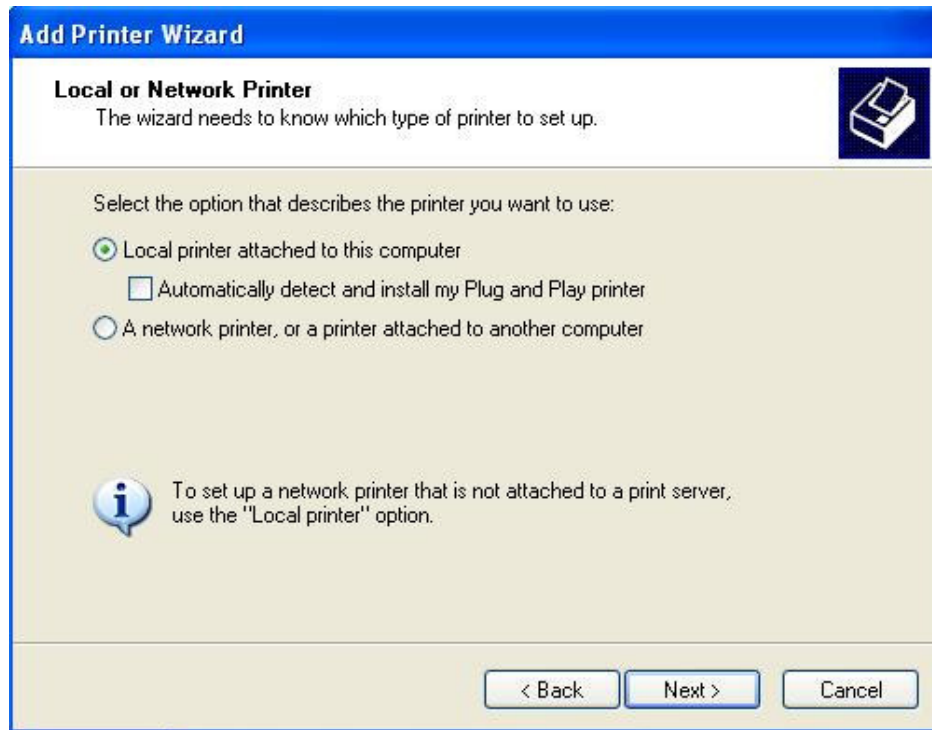 Add Printer Wizard
Local or Network Printer
The wizard needs to know which type of printer to set up.
Select the option that describes the printer you want to use:
Local printer attached to this computer
Automatically detect and install my Plug and Play printer
A network printer, or a printer attached to another computer
To set up a network printer that is not attached to a print server,
use the "Local printer" option.
< Back Next > Cancel